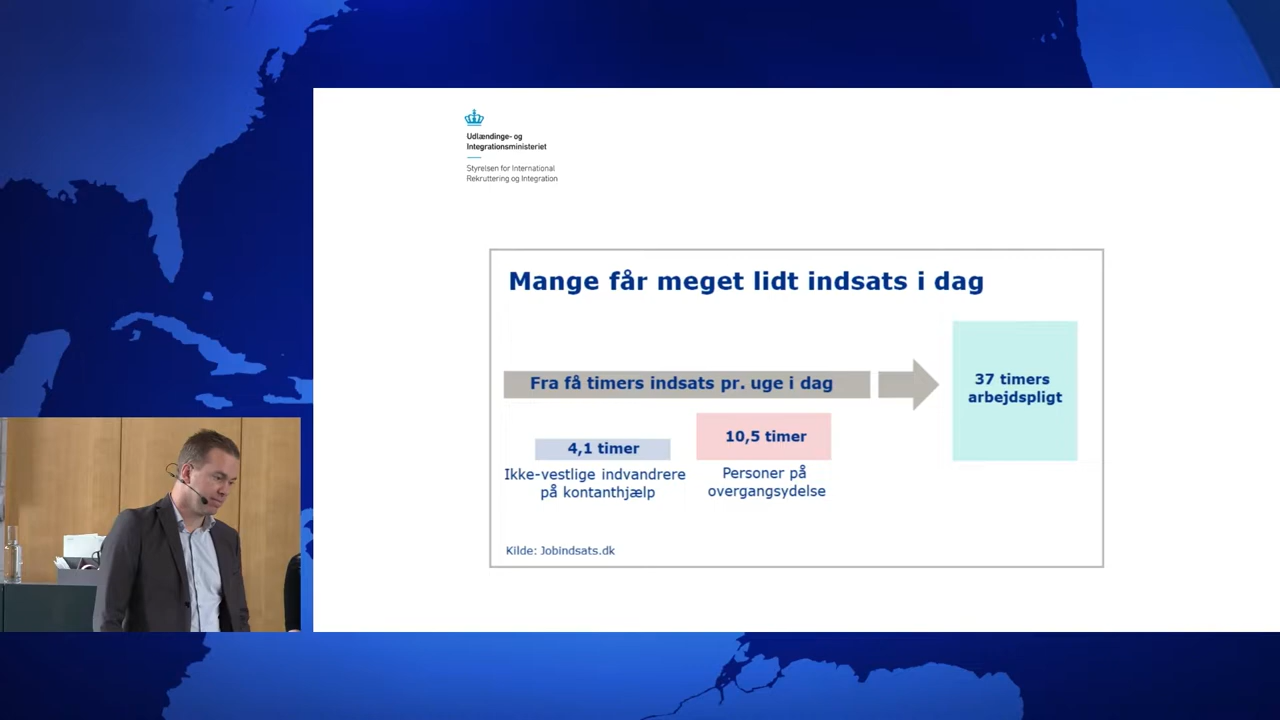 Udlændinge- og
Integrationsministeriet
Styrelsen for International
Rekruttering og Integration
Mange får meget lidt indsats i dag
Fra få timers indsats pr. uge i dag
37 timers
arbejdspligt
4,1 timer
10,5 timer
Ikke-vestlige indvandrere
på kontanthjælp
Personer på
overgangsydelse
Kilde: Jobindsats.dk